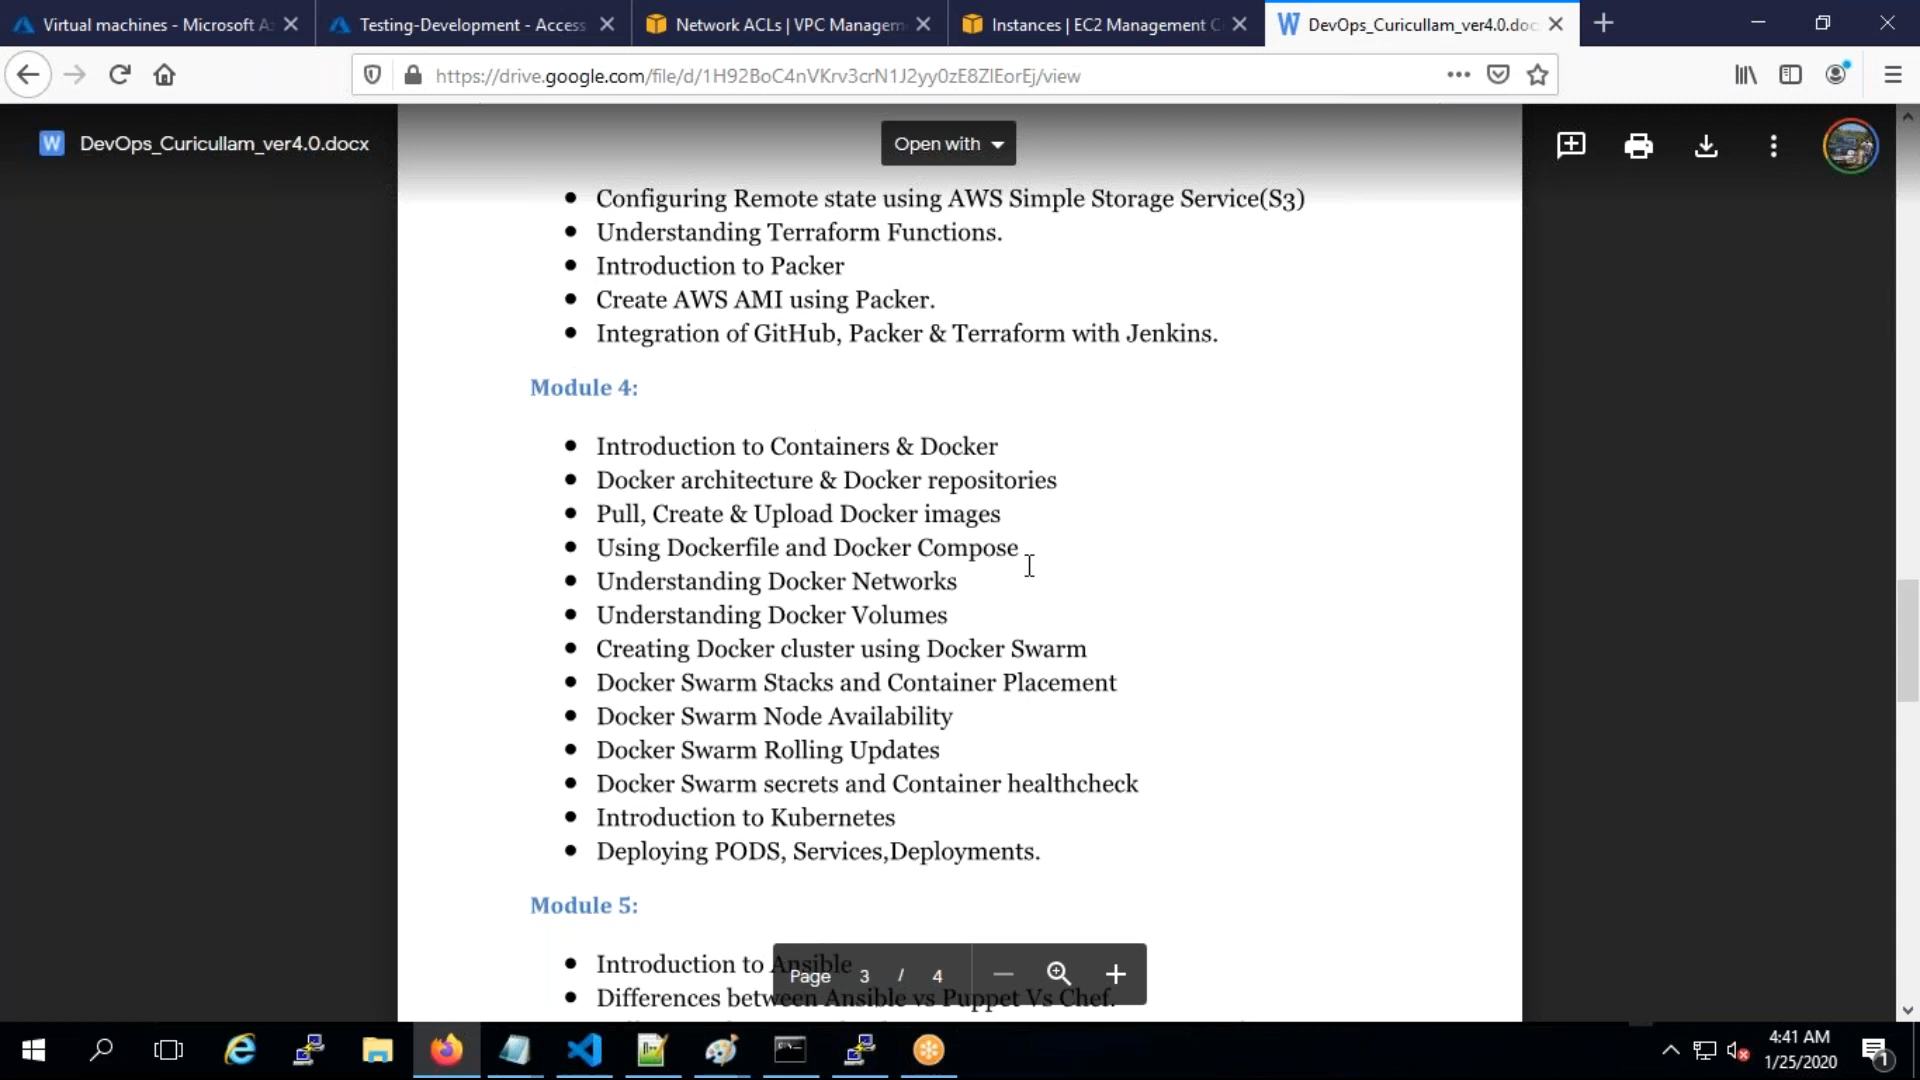 Virtual machines - Microsoft A
Testing-Development - Access
Network ACLs | VPC Managem
Instances | EC2 Management C
DevOps_Curicullam_ver4.0.doc
https://drive.google.com/file/d/1H92BoC4nVKrv3crN1J2yy0zE8ZlEorEj/view
DevOps_Curicullam_ver4.0.docx
Open with
• Configuring Remote state using AWS Simple Storage Service(S3)
• Understanding Terraform Functions.
• Introduction to Packer
• Create AWS AMI using Packer.
• Integration of GitHub, Packer & Terraform with Jenkins.
Module 4:
• Introduction to Containers & Docker
• Docker architecture & Docker repositories
• Pull, Create & Upload Docker images
• Using Dockerfile and Docker Compose
• Understanding Docker Networks
• Understanding Docker Volumes
• Creating Docker cluster using Docker Swarm
• Docker Swarm Stacks and Container Placement
• Docker Swarm Node Availability
• Docker Swarm Rolling Updates
• Docker Swarm secrets and Container healthcheck
• Introduction to Kubernetes
• Deploying PODS, Services,Deployments.
Module 5:
• Introduction to Ansible
Page 3 / 4
• Differences between Ansible vs Puppet Vs Chef.
4:41 AM
1/25/2020
1